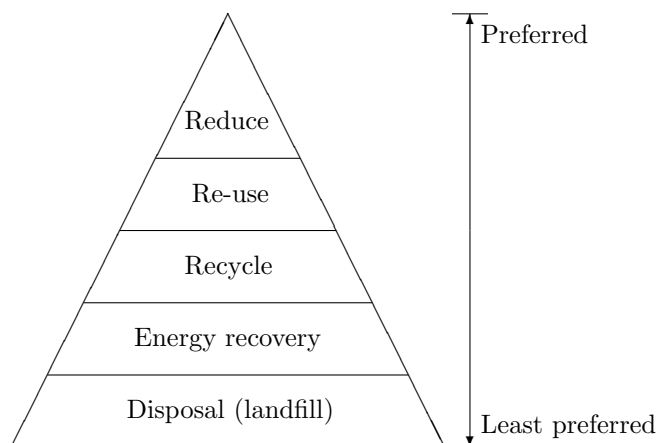 Preferred
Reduce
Re-use
Recycle
Energy recovery
Disposal (landfill)
Least preferred